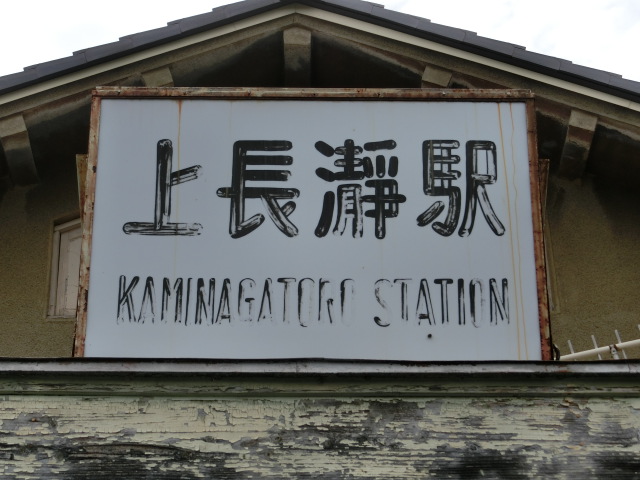 上長瀞駅
KAMINAGATORO STATION